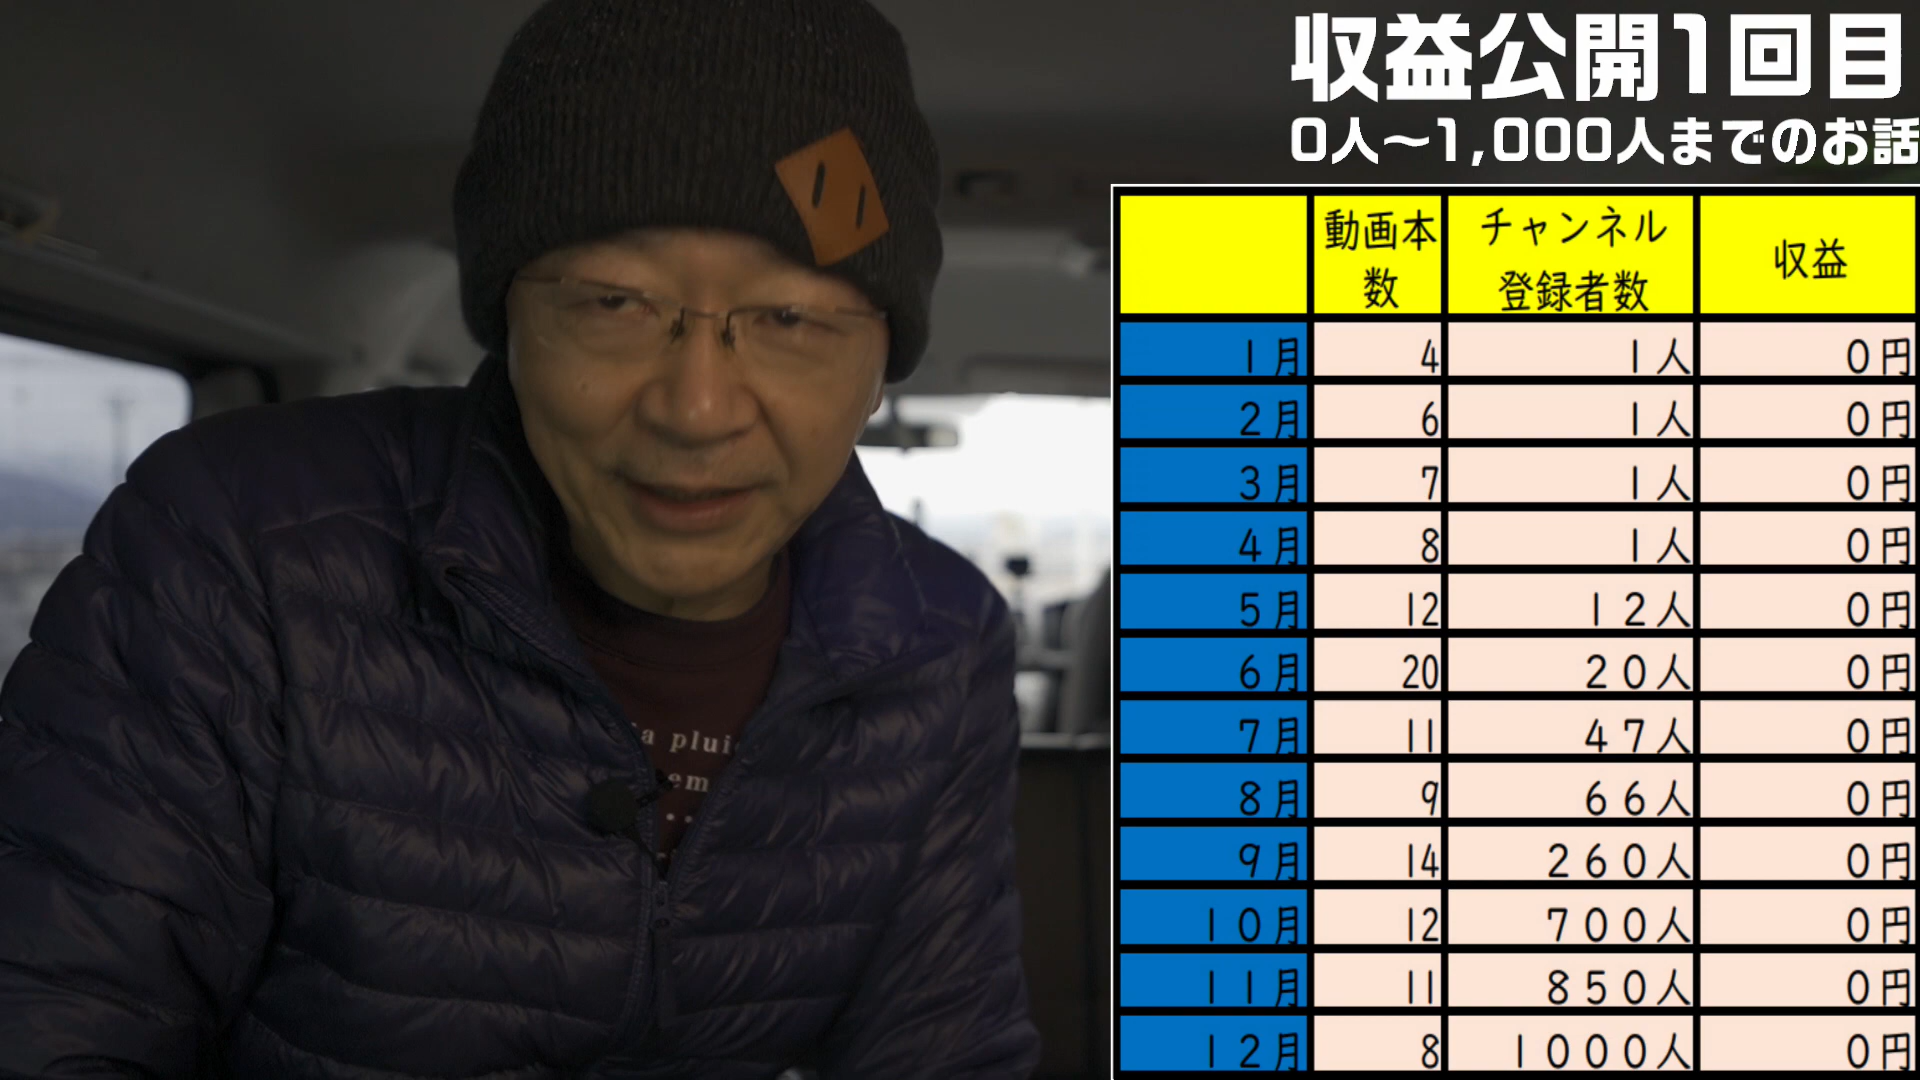 収益公開1回目
0人～1,000人までのお話
動画本数 チャンネル登録者数 収益
1月 4 1人 0円
2月 6 1人 0円
3月 7 1人 0円
4月 8 1人 0円
5月 12 12人 0円
6月 20 20人 0円
7月 11 47人 0円
8月 9 66人 0円
9月 14 260人 0円
10月 12 700人 0円
11月 11 850人 0円
12月 8 1000人 0円
a plui
em